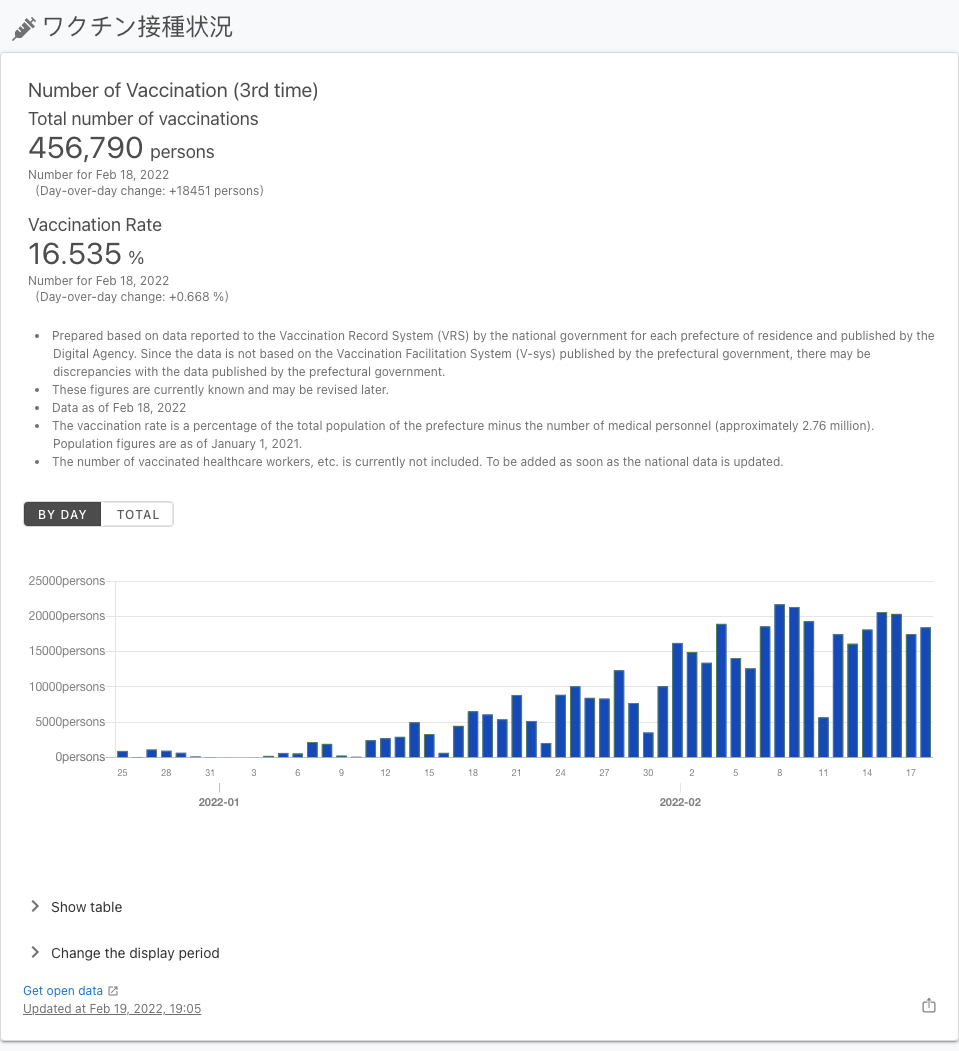 ワクチン接種状況
Number of Vaccination (3rd time)
Total number of vaccinations
456,790 persons
Number for Feb 18, 2022
(Day-over-day change: +18451 persons)
Vaccination Rate
16.535 %
Number for Feb 18, 2022
(Day-over-day change: +0.668 %)
• Prepared based on data reported to the Vaccination Record System (VRS) by the national government for each prefecture of residence and published by the
Digital Agency. Since the data is not based on the Vaccination Facilitation System (V-sys) published by the prefectural government, there may be
discrepancies with the data published by the prefectural government.
• These figures are currently known and may be revised later.
• Data as of Feb 18, 2022
• The vaccination rate is a percentage of the total population of the prefecture minus the number of medical personnel (approximately 2.76 million).
Population figures are as of January 1, 2021.
• The number of vaccinated healthcare workers, etc. is currently not included. To be added as soon as the national data is updated.
BY DAY TOTAL
25000persons
20000persons
15000persons
10000persons
5000persons
0persons
25 28 31 3 6 9 12 15 18 21 24 27 30 2 5 8 11 14 17
2022-01 2022-02
Show table
Change the display period
Get open data
Updated at Feb 19, 2022, 19:05